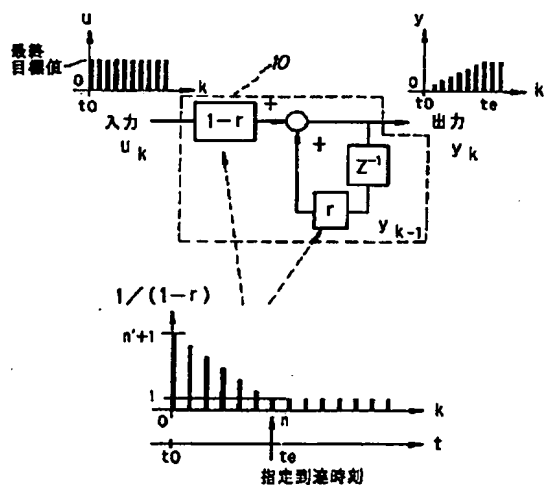 u
最終
目標値
0
t0
k
10
y
0
t0
te
k
入力
u k
1−r
+
+
Z⁻¹
r
y k−1
出力
y k
1/(1−r)
n'+1
1
0
n
k
t0
te
t
指定到達時刻